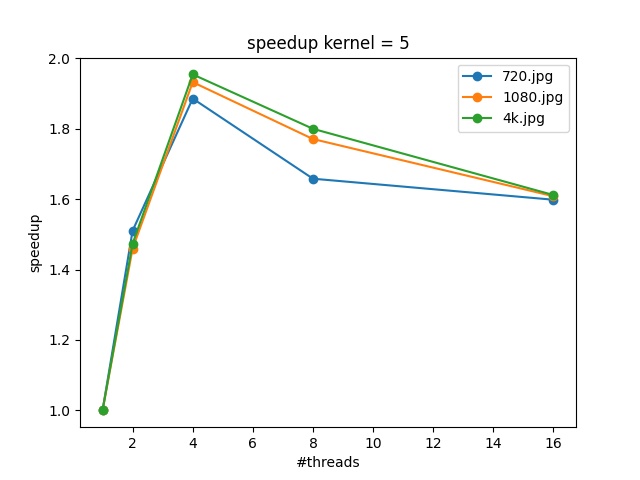 speedup kernel = 5
720.jpg
1080.jpg
4k.jpg
speedup
2.0
1.8
1.6
1.4
1.2
1.0
2 4 6 8 10 12 14 16
#threads